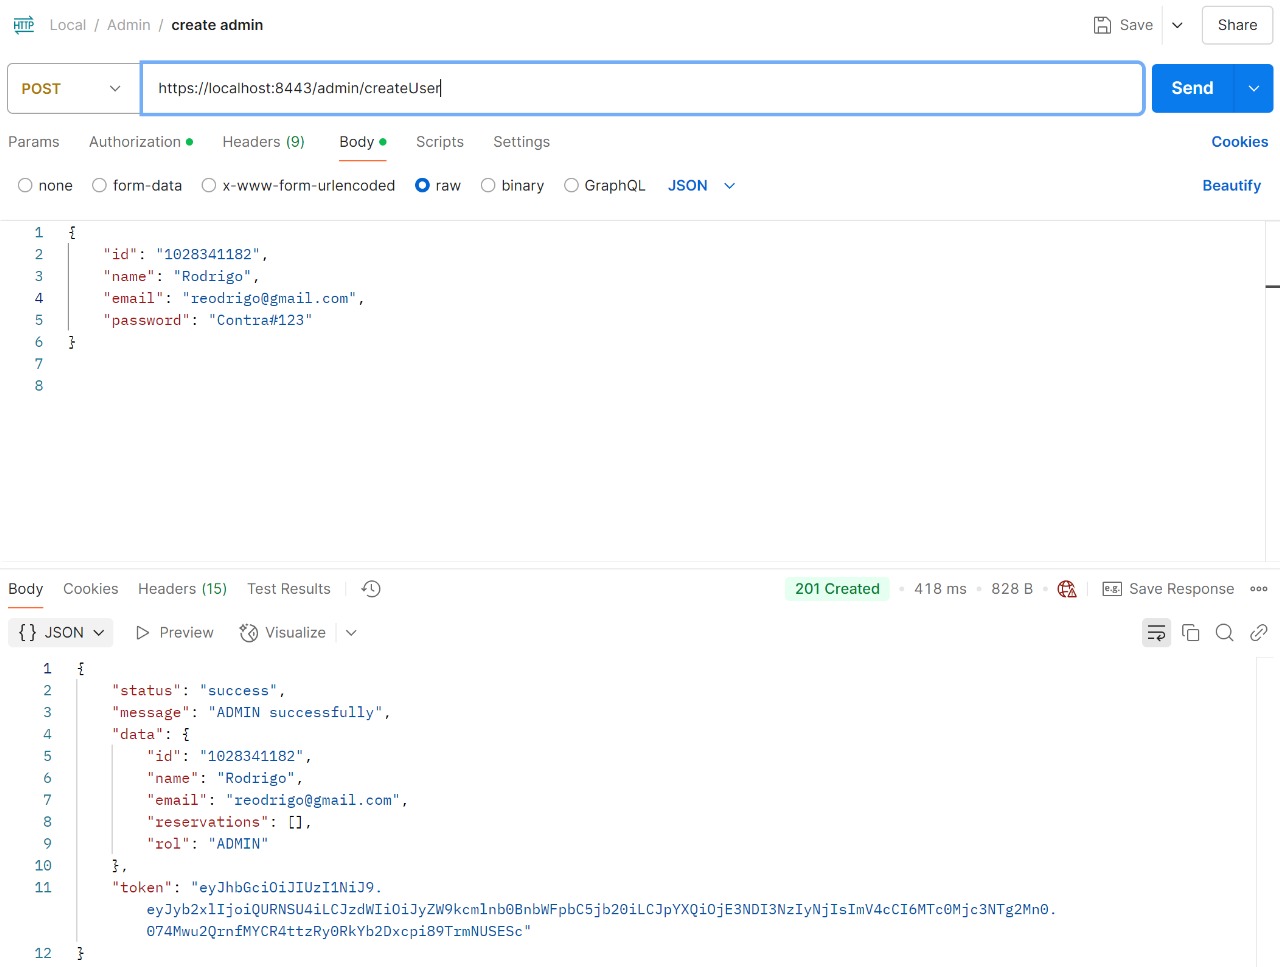 HTTP Local / Admin / create admin Save Share
POST https://localhost:8443/admin/createUser Send
Params Authorization Headers (9) Body Scripts Settings Cookies
none form-data x-www-form-urlencoded raw binary GraphQL JSON Beautify
1 {
2 "id": "1028341182",
3 "name": "Rodrigo",
4 "email": "reodrigo@gmail.com",
5 "password": "Contra#123"
6 }
7
8
Body Cookies Headers (15) Test Results 201 Created • 418 ms • 828 B • e.g. Save Response
{} JSON Preview Visualize
1 {
2 "status": "success",
3 "message": "ADMIN successfully",
4 "data": {
5 "id": "1028341182",
6 "name": "Rodrigo",
7 "email": "reodrigo@gmail.com",
8 "reservations": [],
9 "rol": "ADMIN"
10 },
11 "token": "eyJhbGciOiJIUzI1NiJ9.
eyJyb2xlIjoiQURNSU4iLCJzdWIiOiJyZW9kcmlnb0BnbWFpbC5jb20iLCJpYXQiOjE3NDI3NzIyNjIsImV4cCI6MTc0Mjc3NTg2Mn0.
074Mwu2QrnfMYCR4ttzRy0RkYb2Dxcpi89TrmNUSESc"
12 }